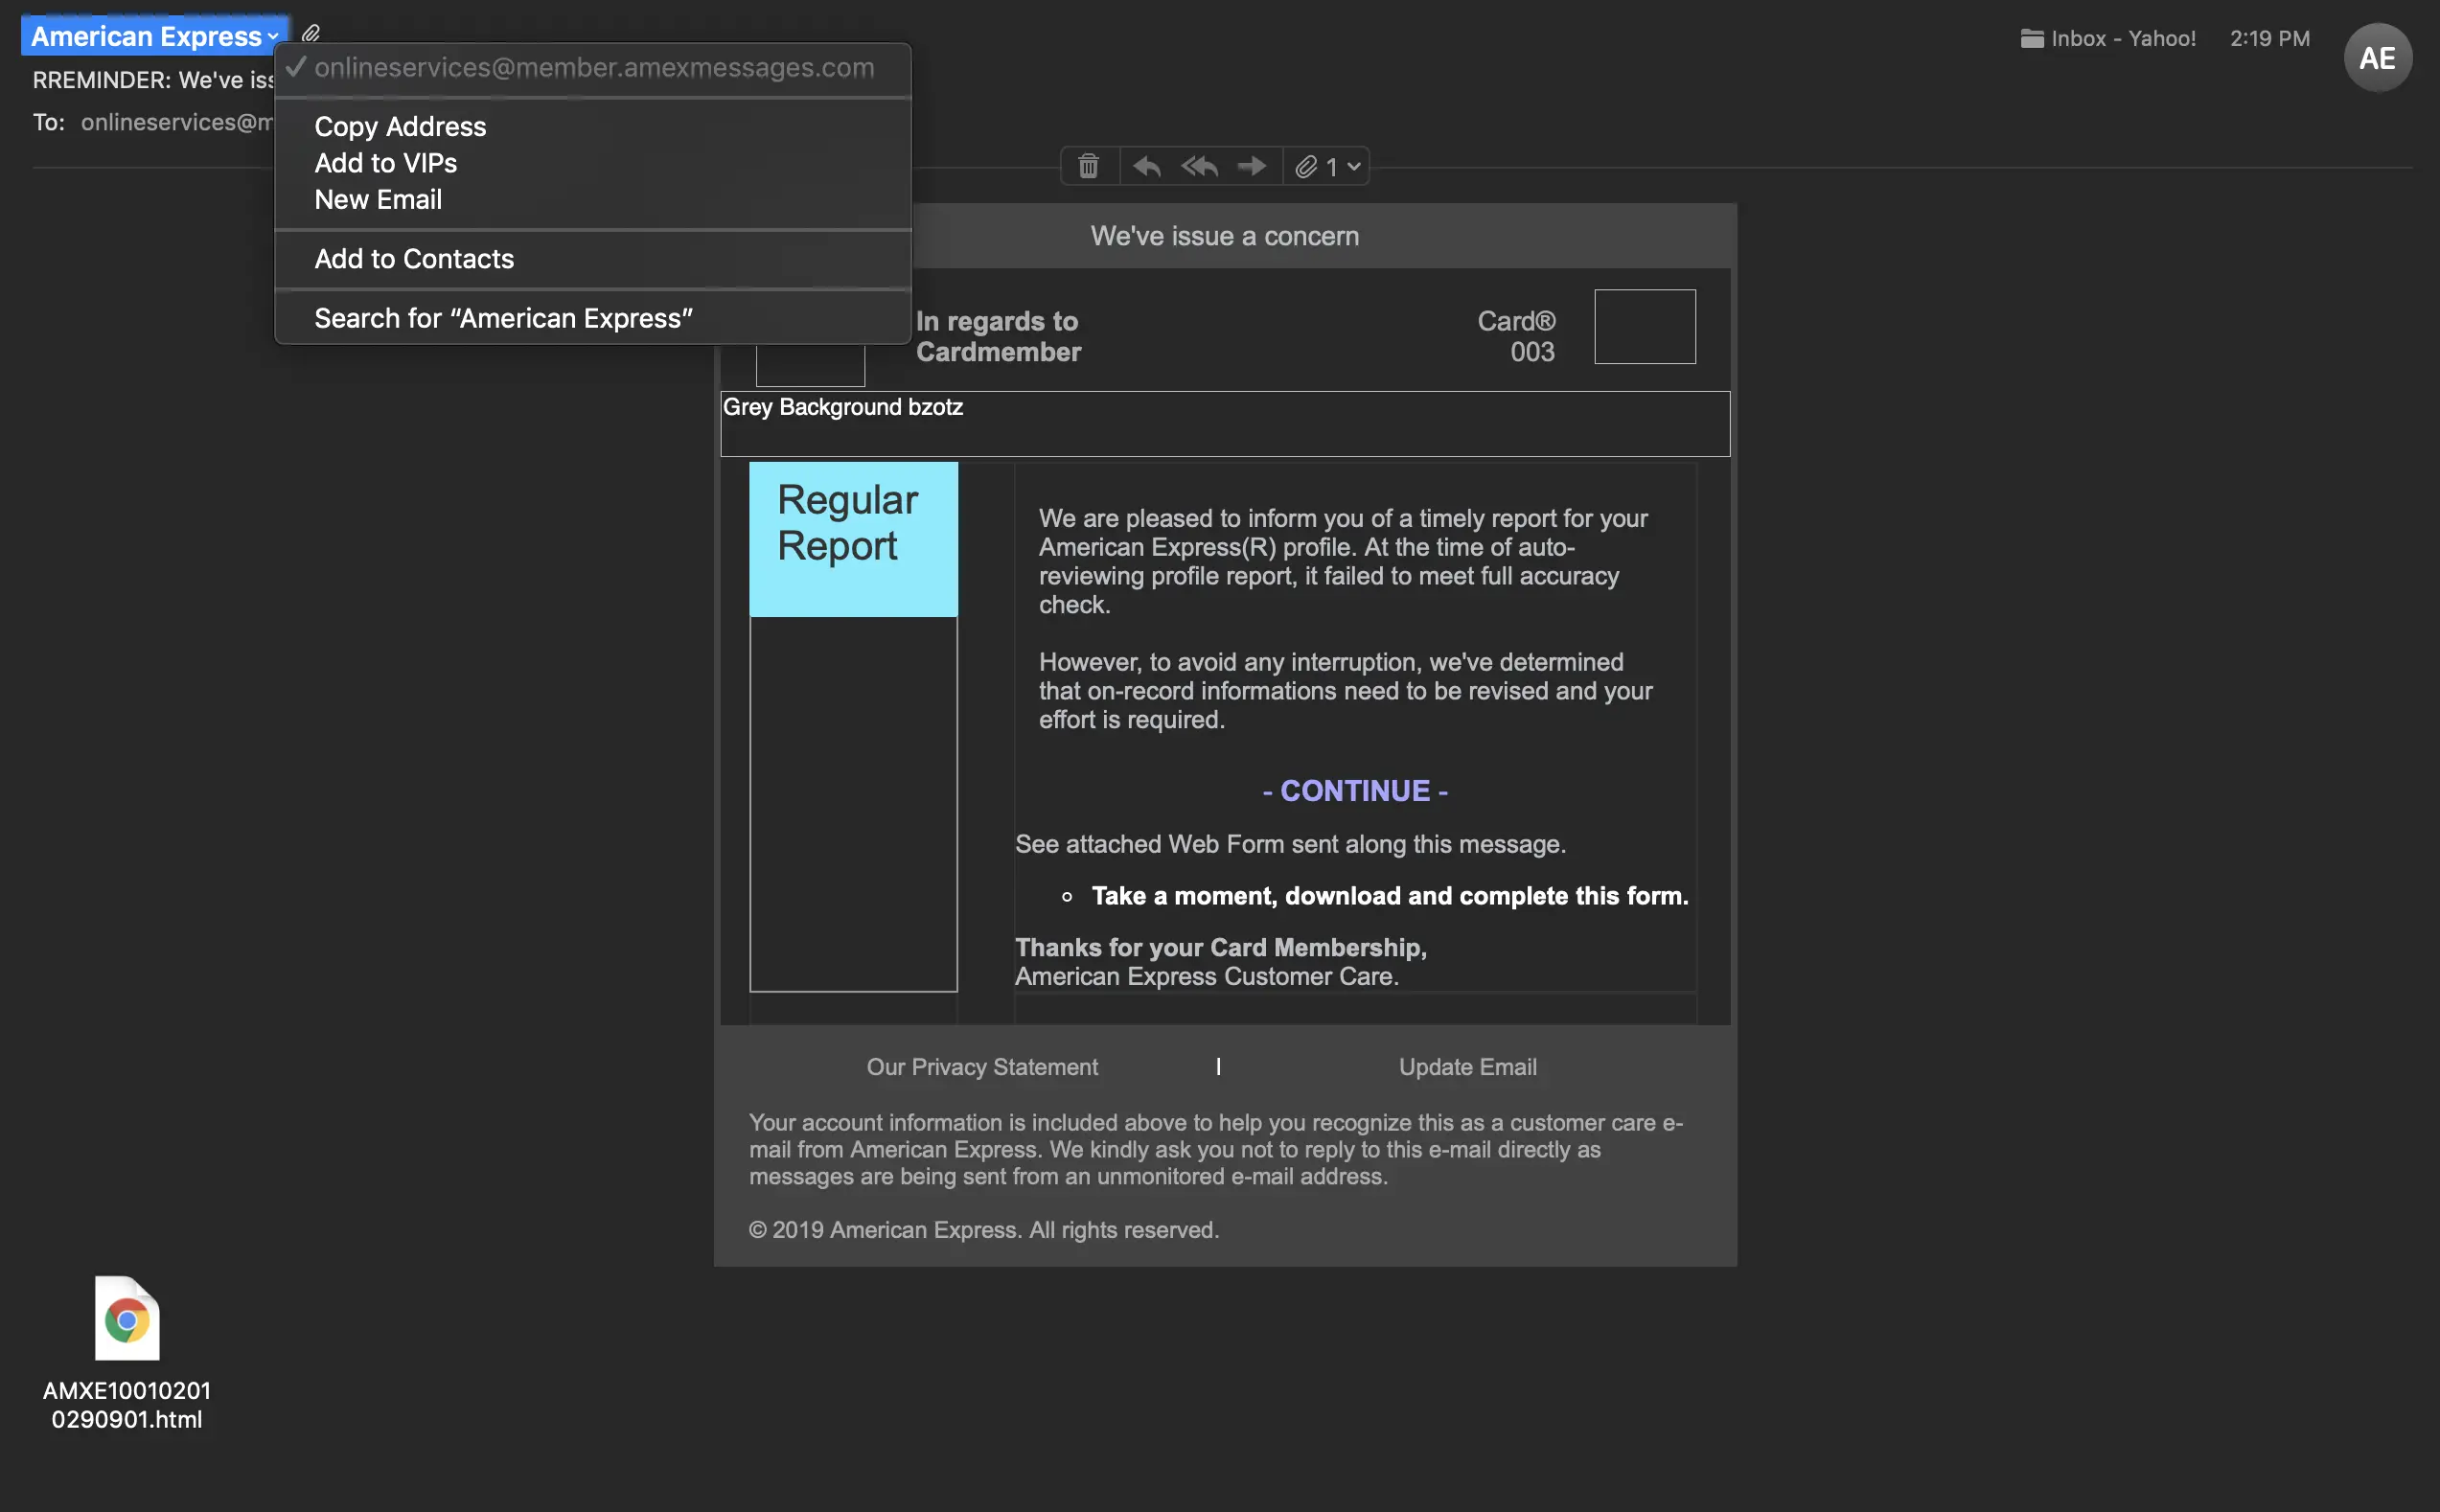 American Express
Inbox - Yahoo!
2:19 PM
AE
RREMINDER: We've iss
To: onlineservices@m
onlineservices@member.amexmessages.com
Copy Address
Add to VIPs
New Email
Add to Contacts
Search for “American Express”
1
We've issue a concern
In regards to
Cardmember
Card®
003
Grey Background bzotz
Regular
Report
We are pleased to inform you of a timely report for your
American Express(R) profile. At the time of auto-
reviewing profile report, it failed to meet full accuracy
check.
However, to avoid any interruption, we've determined
that on-record informations need to be revised and your
effort is required.
- CONTINUE -
See attached Web Form sent along this message.
Take a moment, download and complete this form.
Thanks for your Card Membership,
American Express Customer Care.
Our Privacy Statement | Update Email
Your account information is included above to help you recognize this as a customer care e-
mail from American Express. We kindly ask you not to reply to this e-mail directly as
messages are being sent from an unmonitored e-mail address.
© 2019 American Express. All rights reserved.
AMXE10010201
0290901.html